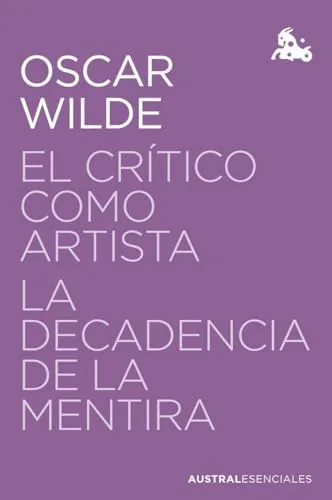 OSCAR
WILDE
EL CRÍTICO
COMO
ARTISTA
LA
DECADENCIA
DE LA
MENTIRA
AUSTRALESENCIALES